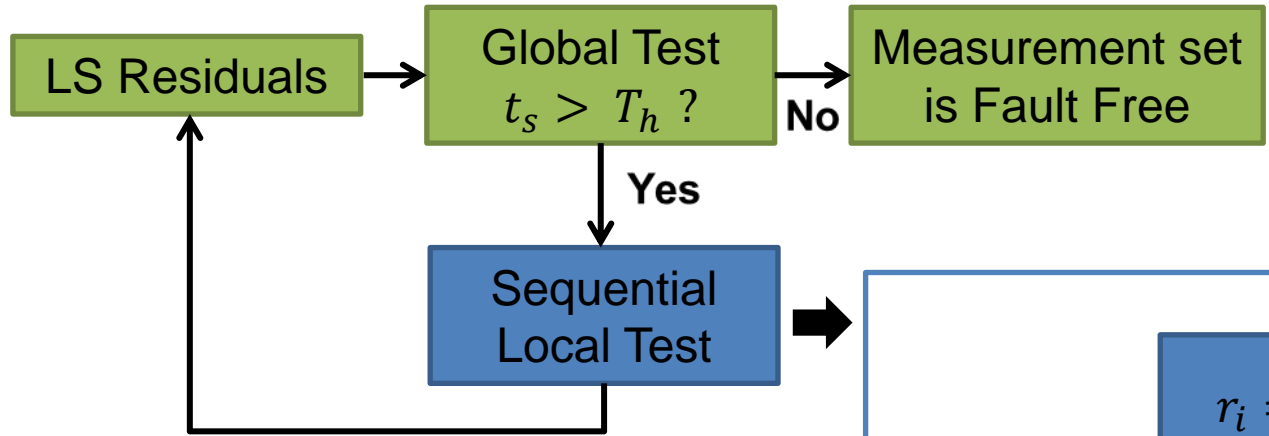 LS Residuals
Global Test
t_s > T_h ?
Measurement set
is Fault Free
No
Yes
Sequential
Local Test
r_i =